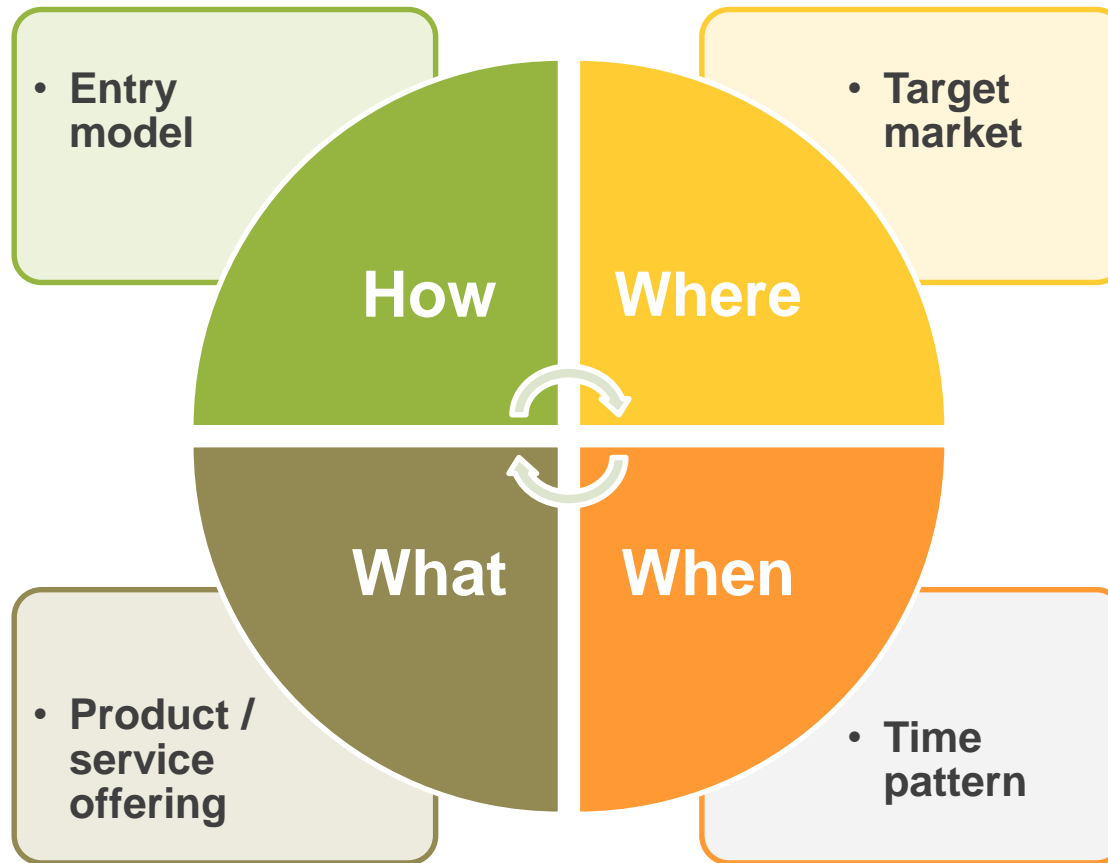 • Entry
model
• Target
market
How
Where
What
When
• Product /
service
offering
• Time
pattern